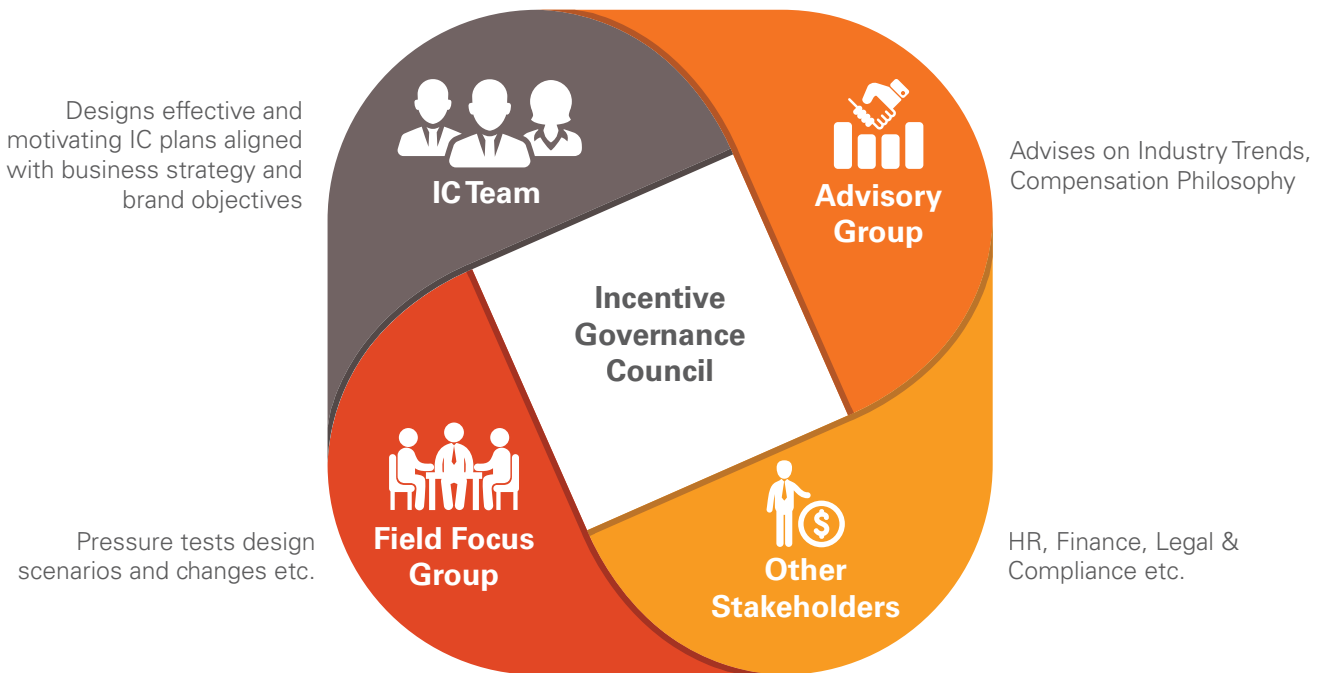 Designs effective and
motivating IC plans aligned
with business strategy and
brand objectives
IC Team
Advisory
Group
Advises on Industry Trends,
Compensation Philosophy
Incentive
Governance
Council
Pressure tests design
scenarios and changes etc.
Field Focus
Group
$
Other
Stakeholders
HR, Finance, Legal &
Compliance etc.